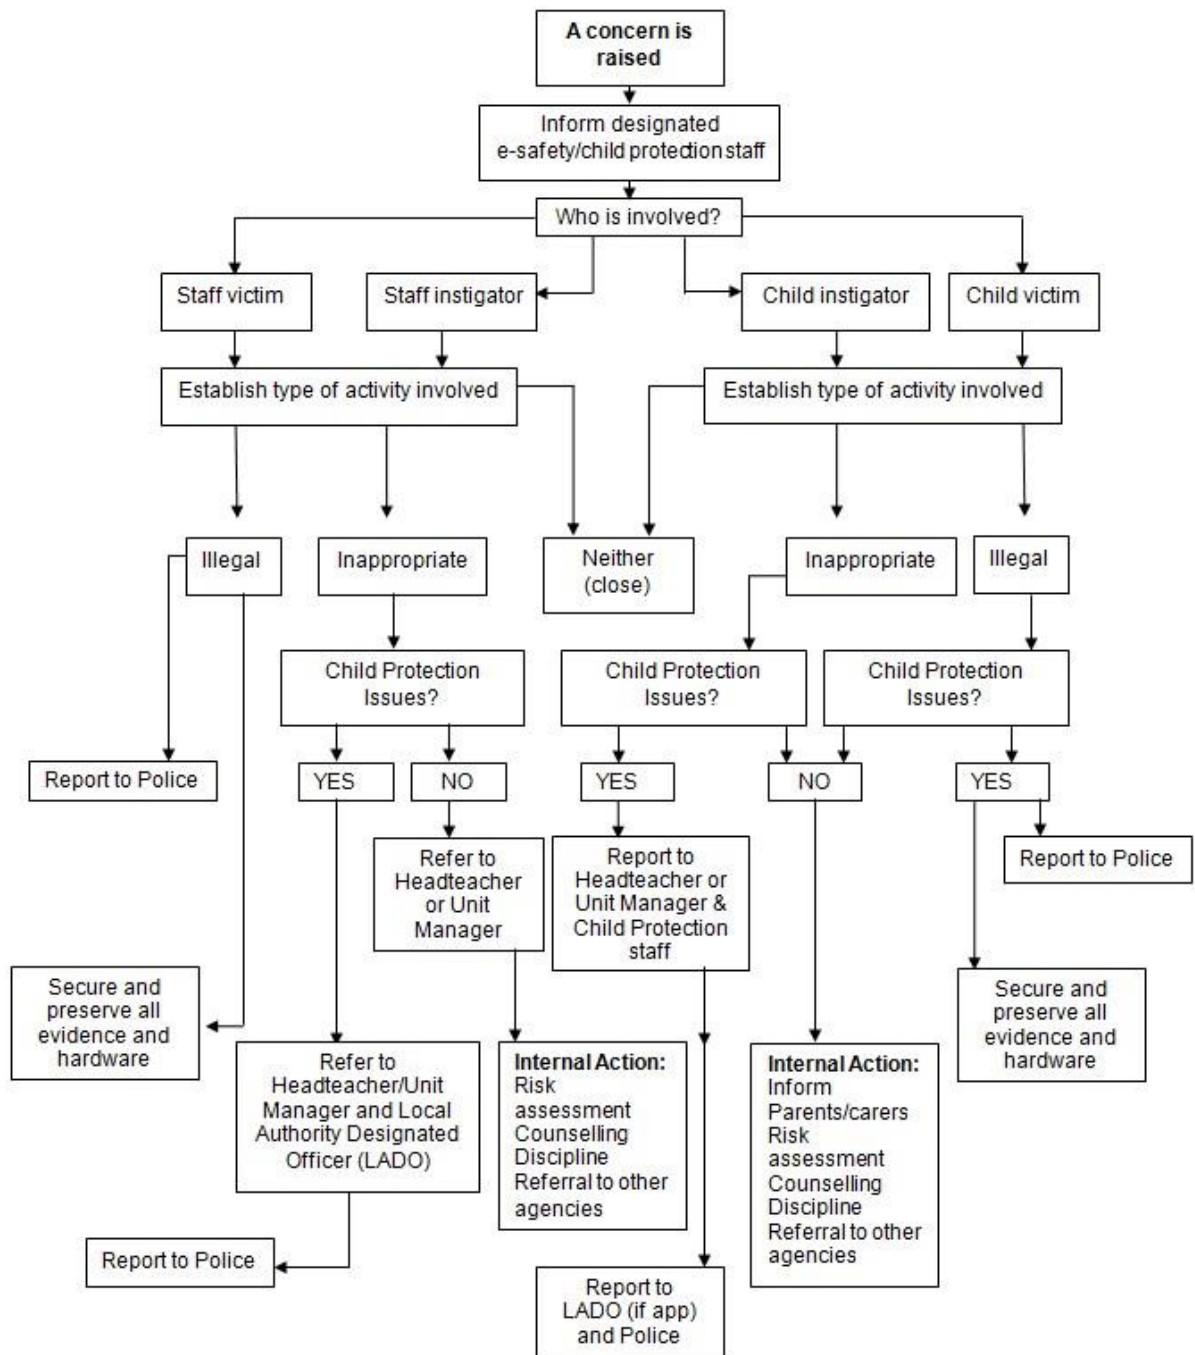 A concern is
raised
Inform designated
e-safety/child protection staff
Who is involved?
Staff victim
Staff instigator
Child instigator
Child victim
Establish type of activity involved
Establish type of activity involved
Illegal
Inappropriate
Neither
(close)
Inappropriate
Illegal
Child Protection
Issues?
Child Protection
Issues?
Child Protection
Issues?
Report to Police
YES
NO
YES
NO
YES
Refer to
Headteacher
or Unit
Manager
Report to
Headteacher or
Unit Manager &
Child Protection
staff
Report to Police
Secure and
preserve all
evidence and
hardware
Secure and
preserve all
evidence and
hardware
Refer to
Headteacher/Unit
Manager and Local
Authority Designated
Officer (LADO)
Internal Action:
Risk
assessment
Counselling
Discipline
Referral to other
agencies
Internal Action:
Inform
Parents/carers
Risk
assessment
Counselling
Discipline
Referral to other
agencies
Report to Police
Report to
LADO (if app)
and Police